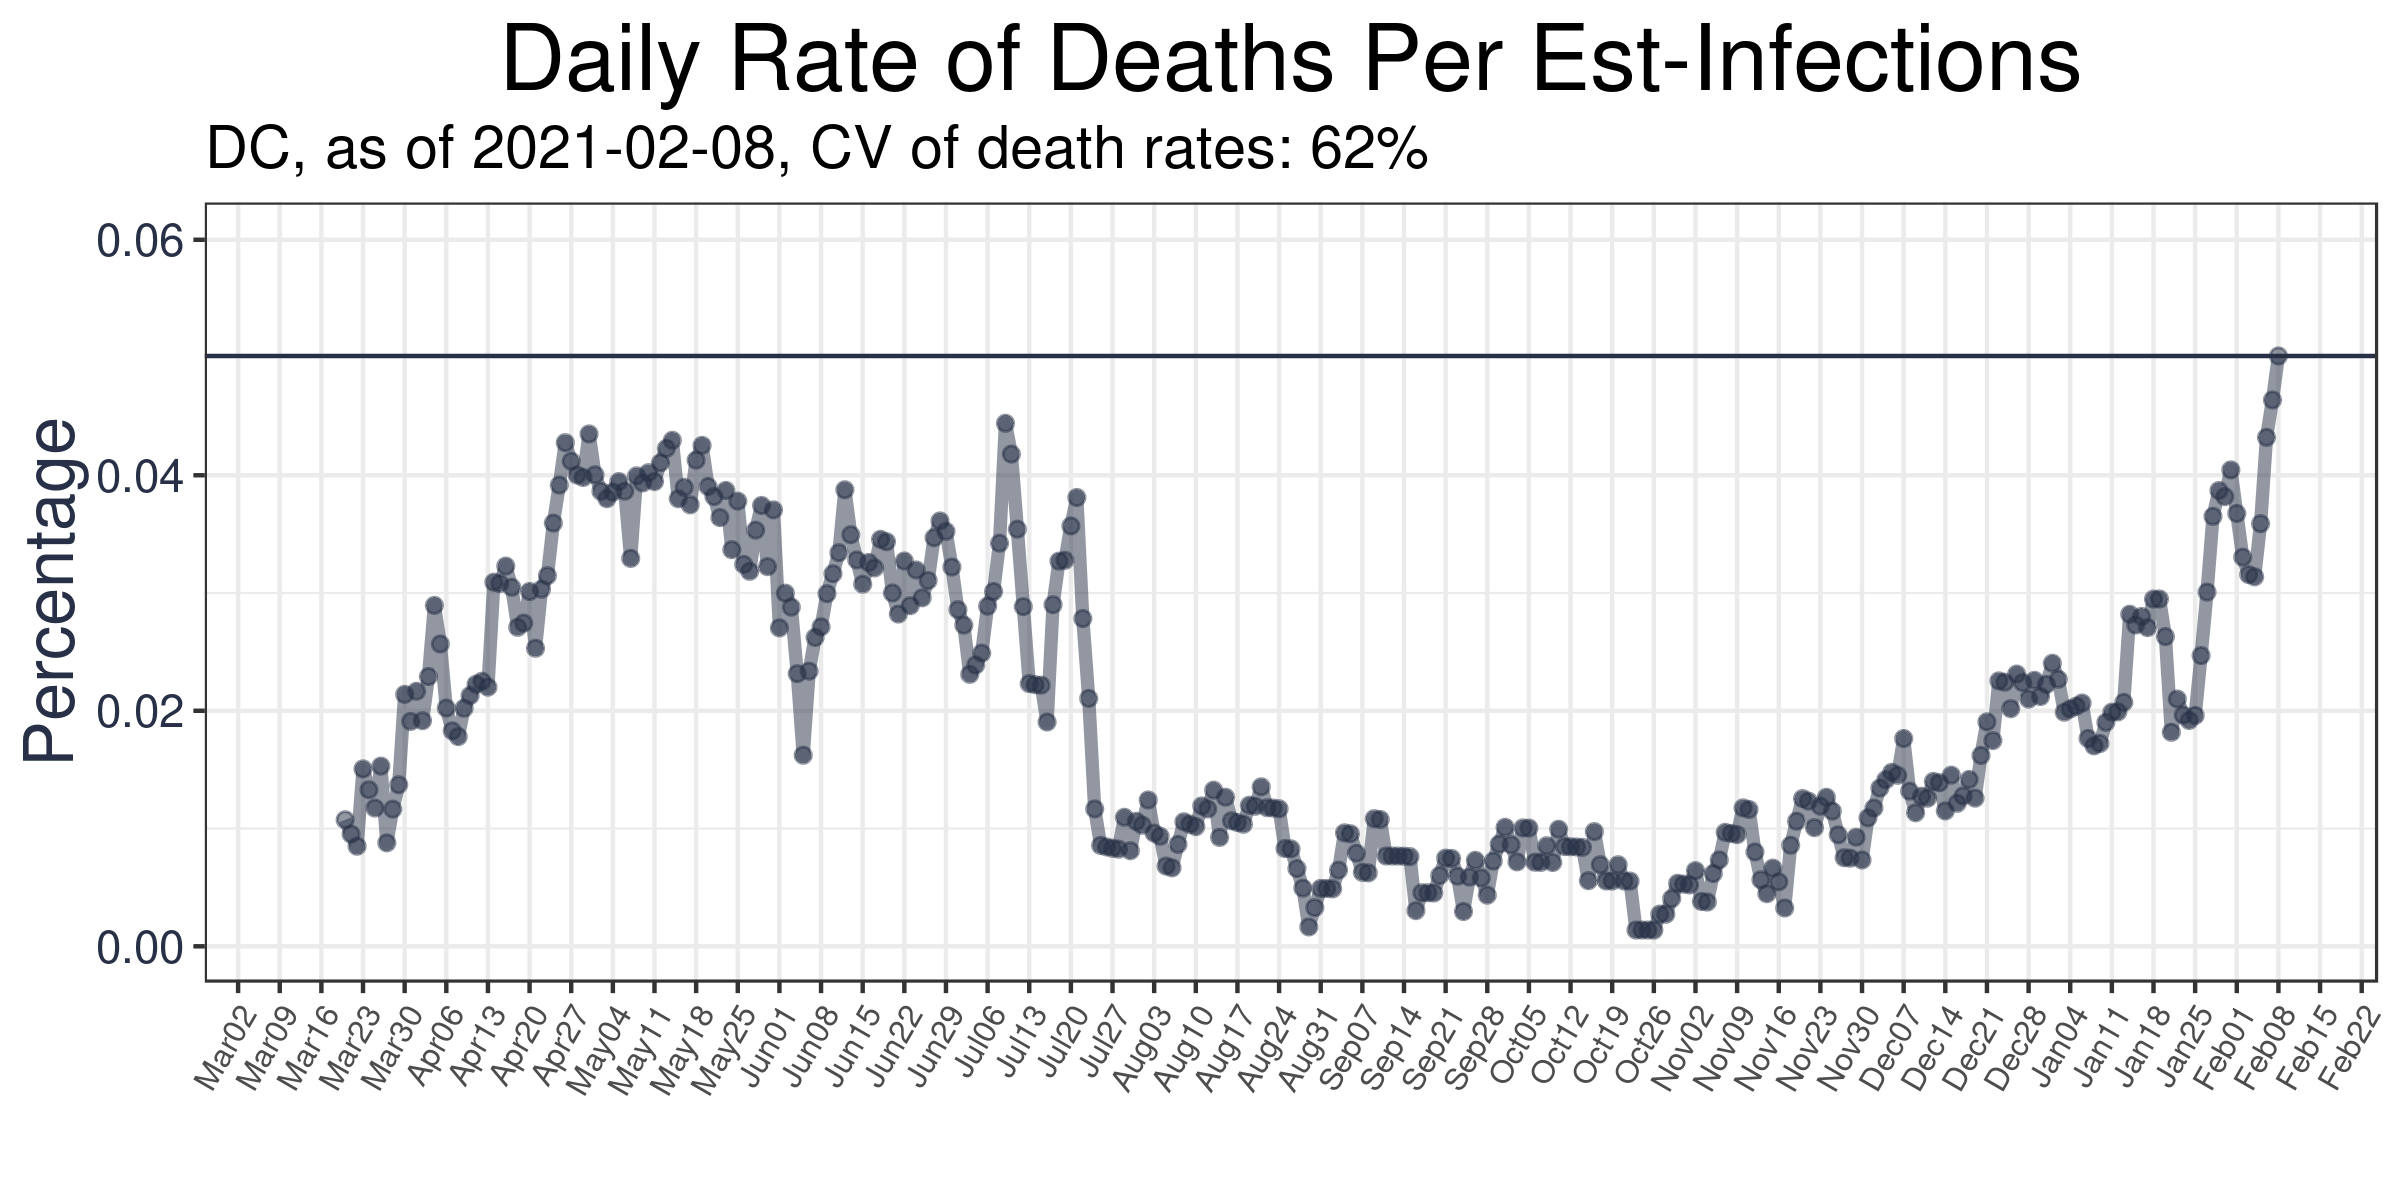 Daily Rate of Deaths Per Est-Infections
DC, as of 2021-02-08, CV of death rates: 62%
Percentage
0.06
0.04
0.02
0.00
Mar02
Mar09
Mar16
Mar23
Mar30
Apr06
Apr13
Apr20
Apr27
May04
May11
May18
May25
Jun01
Jun08
Jun15
Jun22
Jun29
Jul06
Jul13
Jul20
Jul27
Aug03
Aug10
Aug17
Aug24
Aug31
Sep07
Sep14
Sep21
Sep28
Oct05
Oct12
Oct19
Oct26
Nov02
Nov09
Nov16
Nov23
Nov30
Dec07
Dec14
Dec21
Dec28
Jan04
Jan11
Jan18
Jan25
Feb01
Feb08
Feb15
Feb22